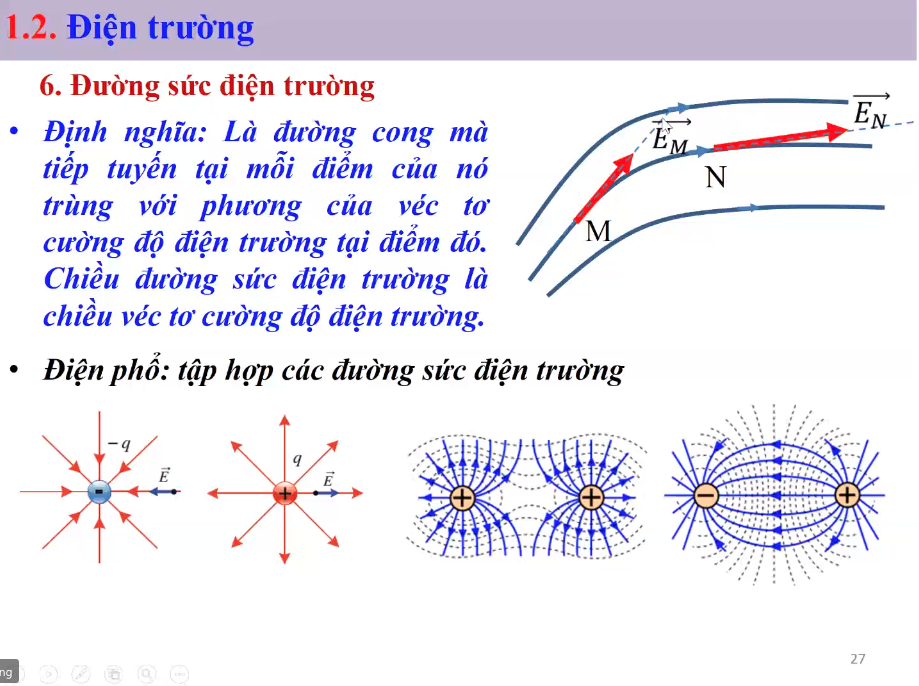 1.2. Điện trường
6. Đường sức điện trường
• Định nghĩa: Là đường cong mà
tiếp tuyến tại mỗi điểm của nó
trùng với phương của véc tơ
cường độ điện trường tại điểm đó.
Chiều đường sức điện trường là
chiều véc tơ cường độ điện trường.
E_M
E_N
N
M
• Điện phổ: tập hợp các đường sức điện trường
− q
E
-
q
E
+
+
+
−
+
27
ng